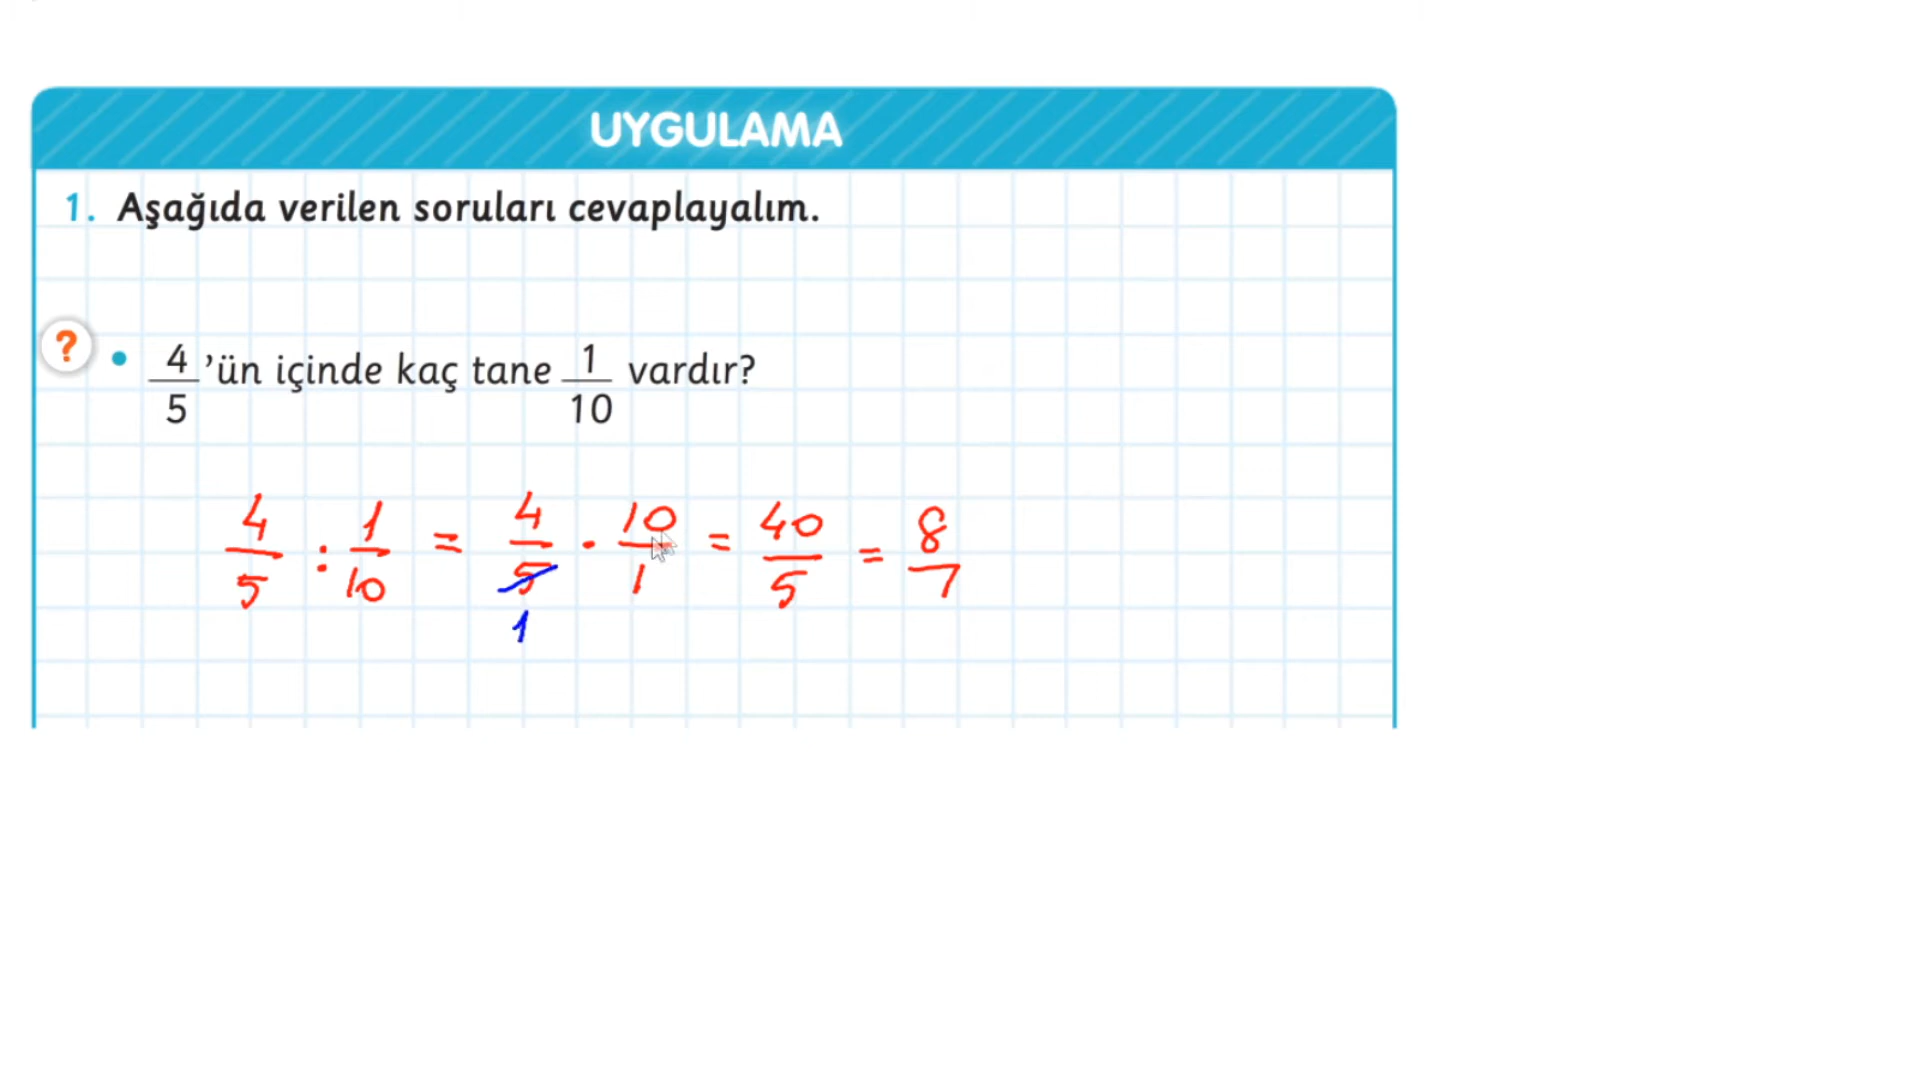 UYGULAMA
1. Aşağıda verilen soruları cevaplayalım.
? • 4/5 'ün içinde kaç tane 1/10 vardır?
4/5 : 1/10 = 4/5 · 10/1 = 40/5 = 8/7
1